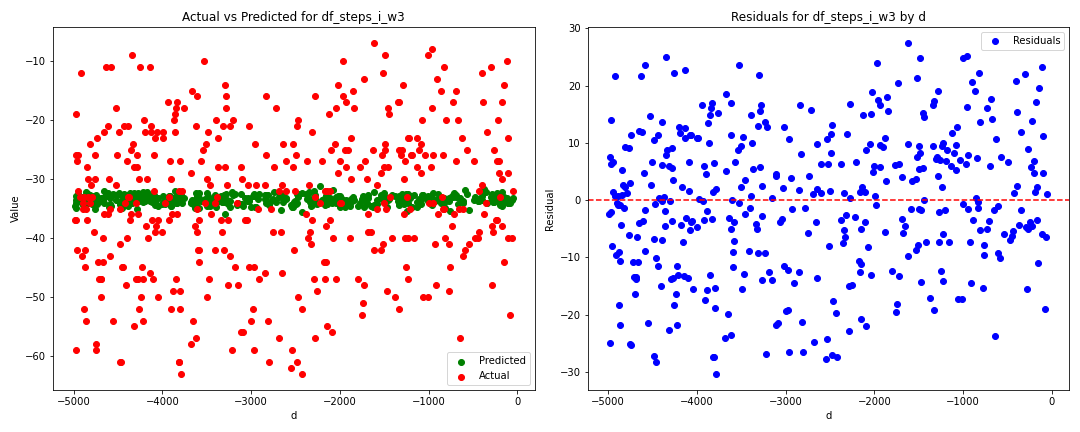 Actual vs Predicted for df_steps_i_w3
Value
−10
−20
−30
−40
−50
−60
−5000
−4000
−3000
−2000
−1000
0
d
Predicted
Actual
Residuals for df_steps_i_w3 by d
Residual
30
20
10
0
−10
−20
−30
−5000
−4000
−3000
−2000
−1000
0
d
Residuals